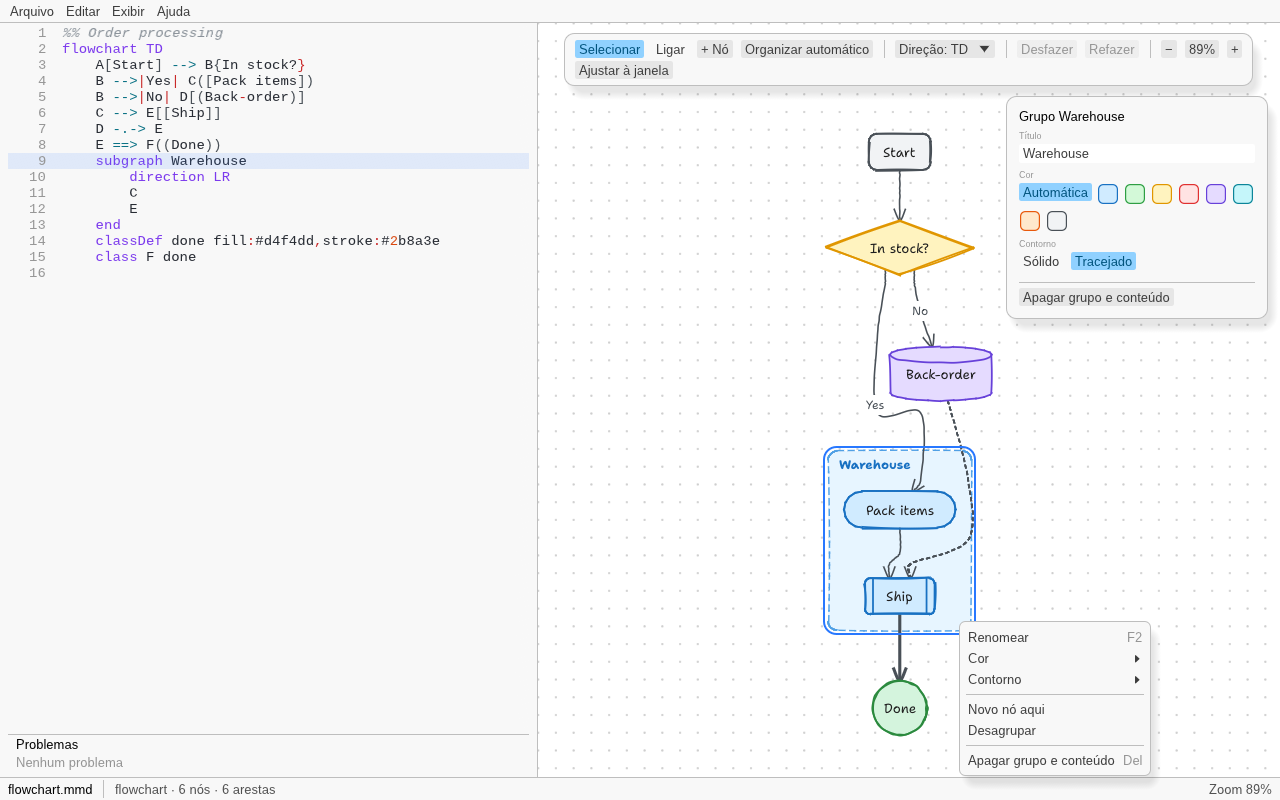 Arquivo Editar Exibir Ajuda
1 %% Order processing
2 flowchart TD
3 A[Start] --> B{In stock?}
4 B -->|Yes| C([Pack items])
5 B -->|No| D[(Back-order)]
6 C --> E[[Ship]]
7 D -.-> E
8 E ==> F((Done))
9 subgraph Warehouse
10 direction LR
11 C
12 E
13 end
14 classDef done fill:#d4f4dd,stroke:#2b8a3e
15 class F done
16
Problemas
Nenhum problema
Selecionar Ligar + Nó Organizar automático Direção: TD Desfazer Refazer − 89% +
Ajustar à janela
Grupo Warehouse
Título
Warehouse
Cor
Automática
Contorno
Sólido Tracejado
Apagar grupo e conteúdo
Start
In stock?
No
Back-order
Yes
Warehouse
Pack items
Ship
Done
Renomear F2
Cor
Contorno
Novo nó aqui
Desagrupar
Apagar grupo e conteúdo Del
flowchart.mmd flowchart · 6 nós · 6 arestas Zoom 89%